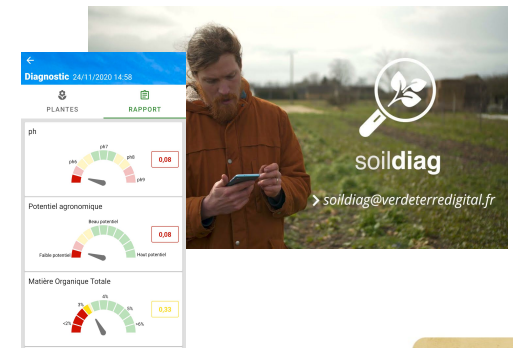 Diagnostic 24/11/2020 14:58
PLANTES
RAPPORT
ph
ph6
ph7
ph8
ph9
0,08
Potentiel agronomique
Beau potentiel
Faible potentiel
Haut potentiel
0,08
Matière Organique Totale
<2%
3%
4%
5%
>6%
0,33
soildiag
soildiag@verdeterredigital.fr